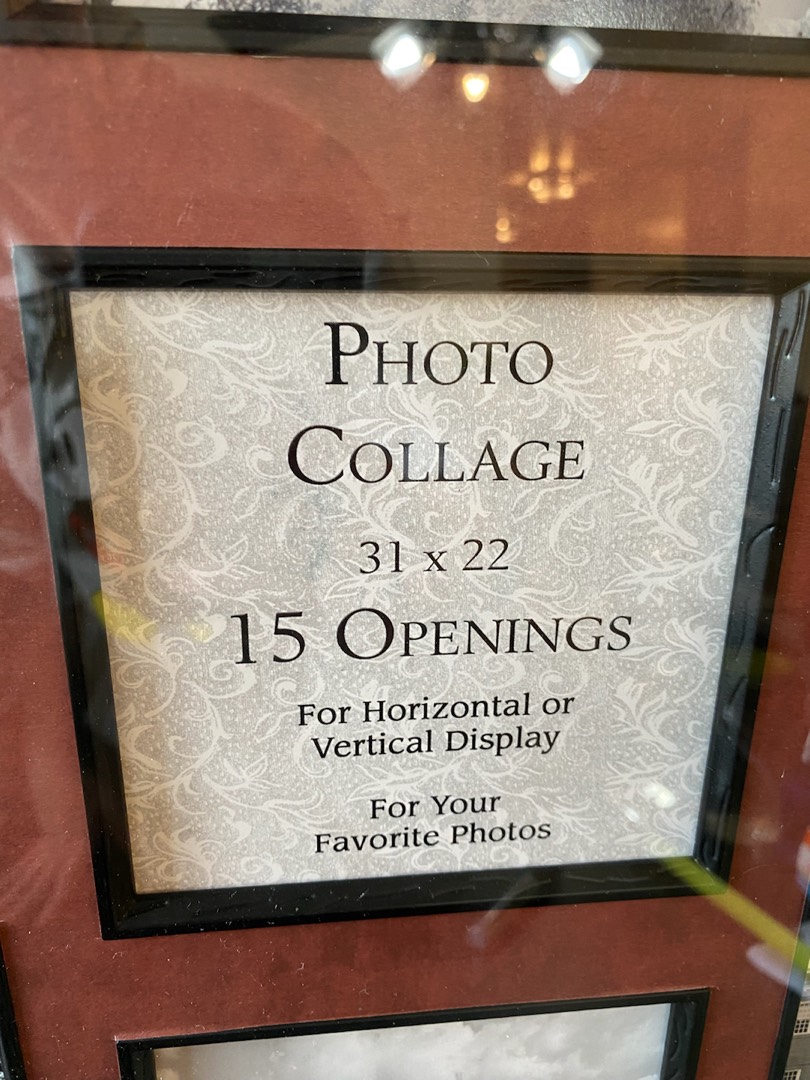 PHOTO
COLLAGE
31 x 22
15 OPENINGS
For Horizontal or
Vertical Display
For Your
Favorite Photos